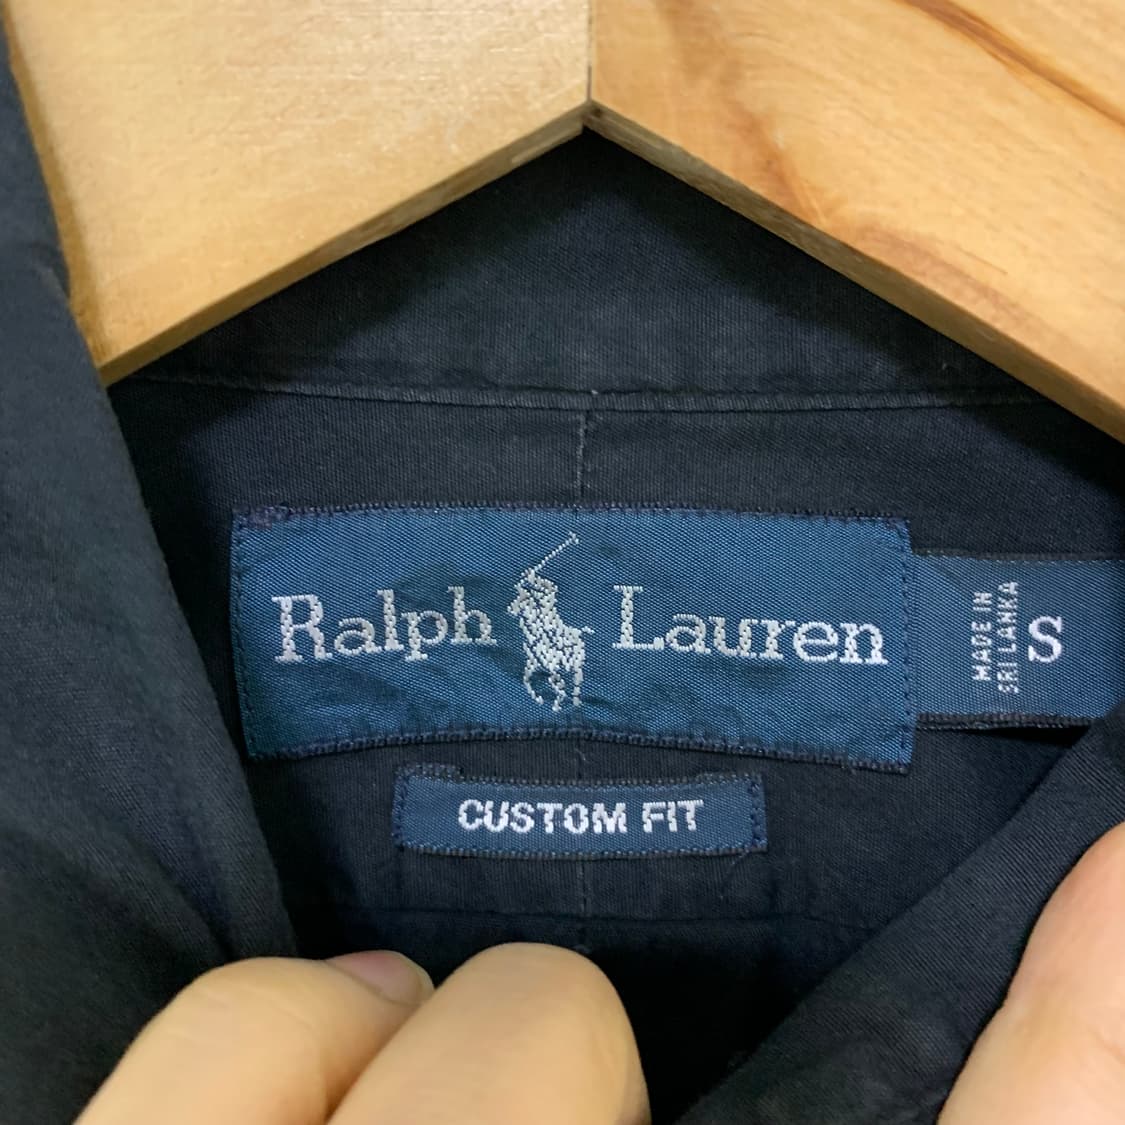 Ralph Lauren
MADE IN
SRI LANKA
S
CUSTOM FIT